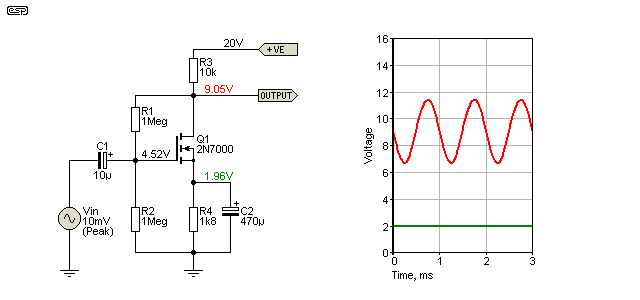 esp
20V
+VE
R3
10k
9.05V
OUTPUT
R1
1Meg
Q1
2N7000
C1
+
10µ
4.52V
1.96V
Vin
10mV
(Peak)
R2
1Meg
R4
1k8
+
C2
470µ
16
14
12
10
8
6
4
2
0
Voltage
0
1
2
3
Time, ms